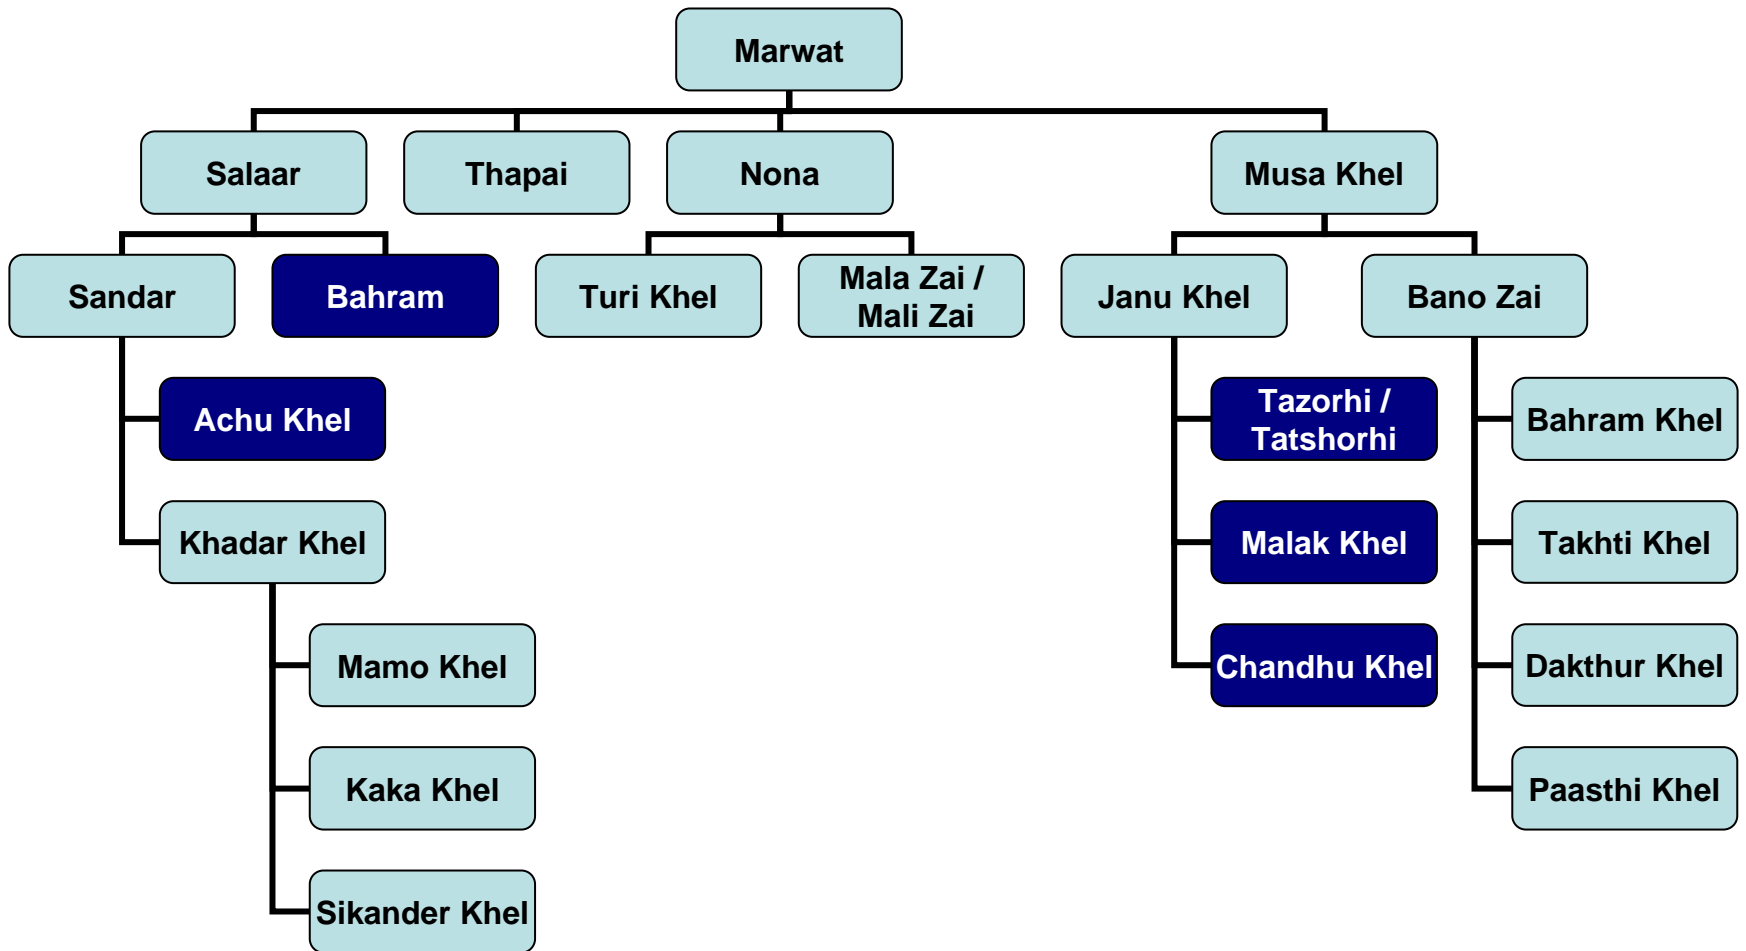 Marwat
Salaar
Thapai
Nona
Musa Khel
Sandar
Bahram
Turi Khel
Mala Zai /
Mali Zai
Janu Khel
Bano Zai
Achu Khel
Tazorhi /
Tatshorhi
Bahram Khel
Khadar Khel
Malak Khel
Takhti Khel
Mamo Khel
Chandhu Khel
Dakthur Khel
Kaka Khel
Paasthi Khel
Sikander Khel